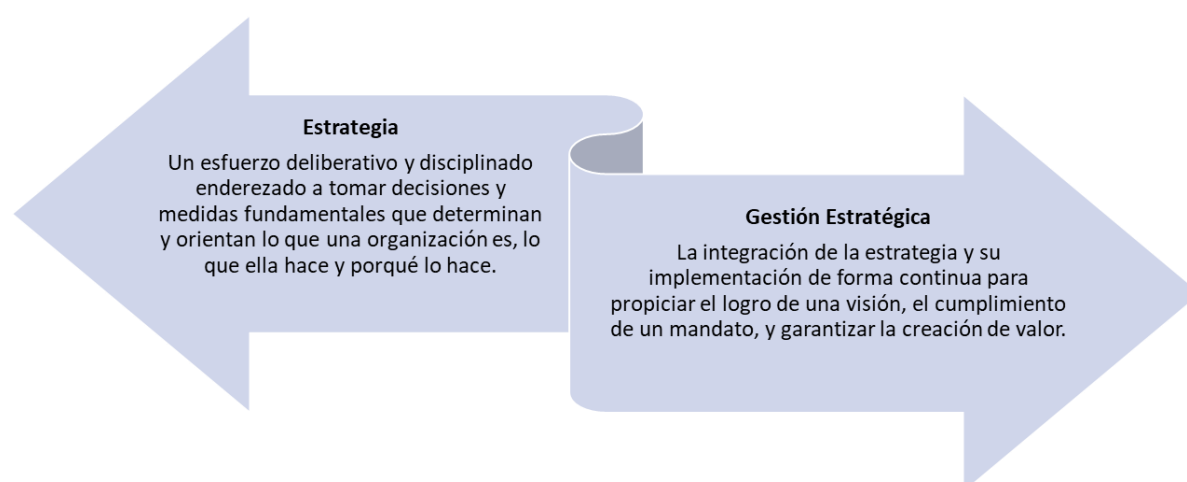 Estrategia
Un esfuerzo deliberativo y disciplinado
enderezado a tomar decisiones y
medidas fundamentales que determinan
y orientan lo que una organización es, lo
que ella hace y porqué lo hace.
Gestión Estratégica
La integración de la estrategia y su
implementación de forma continua para
propiciar el logro de una visión, el cumplimiento
de un mandato, y garantizar la creación de valor.